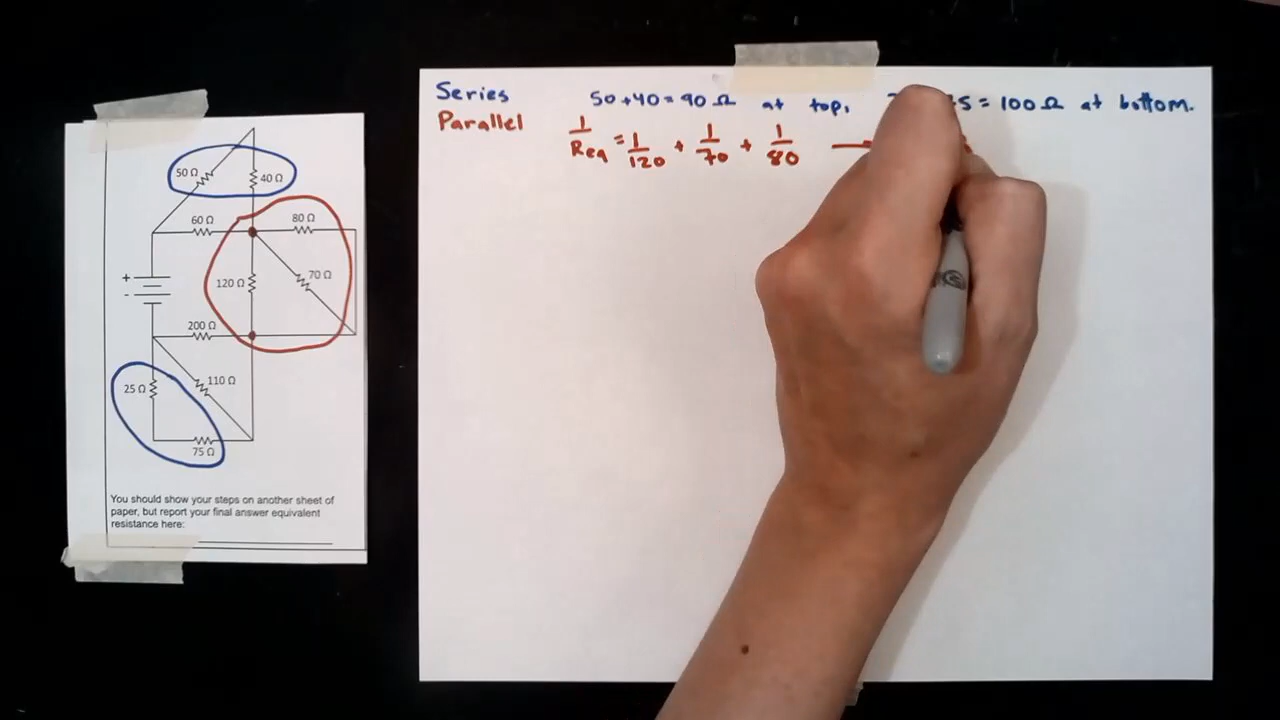 Series 50+40=90 Ω at top, 5 = 100 Ω at bottom.
Parallel 1/Req = 1/120 + 1/70 + 1/80
50 Ω
40 Ω
60 Ω
80 Ω
+
-
120 Ω
70 Ω
200 Ω
25 Ω
110 Ω
75 Ω
You should show your steps on another sheet of
paper, but report your final answer equivalent
resistance here: